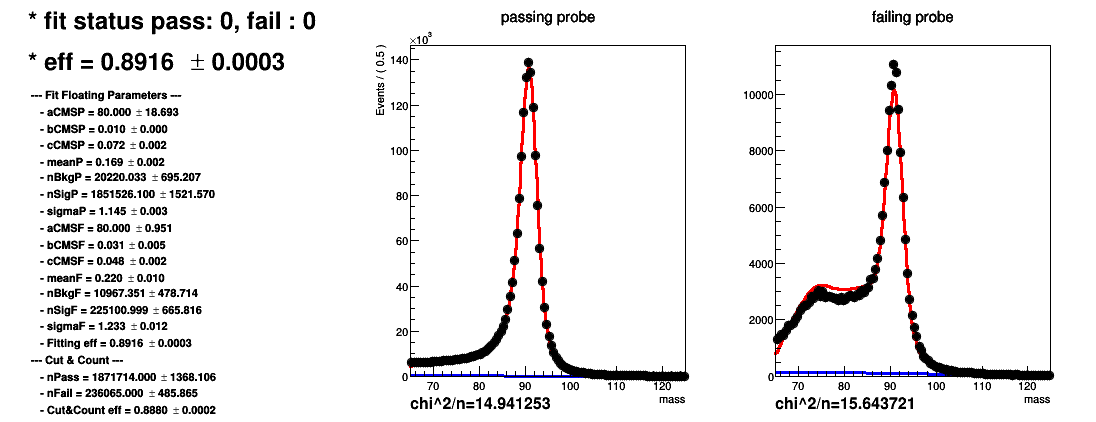 * fit status pass: 0, fail : 0
* eff = 0.8916 ± 0.0003
--- Fit Floating Parameters ---
- aCMSP = 80.000 ± 18.693
- bCMSP = 0.010 ± 0.000
- cCMSP = 0.072 ± 0.002
- meanP = 0.169 ± 0.002
- nBkgP = 20220.033 ± 695.207
- nSigP = 1851526.100 ± 1521.570
- sigmaP = 1.145 ± 0.003
- aCMSF = 80.000 ± 0.951
- bCMSF = 0.031 ± 0.005
- cCMSF = 0.048 ± 0.002
- meanF = 0.220 ± 0.010
- nBkgF = 10967.351 ± 478.714
- nSigF = 225100.999 ± 665.816
- sigmaF = 1.233 ± 0.012
- Fitting eff = 0.8916 ± 0.0003
--- Cut & Count ---
- nPass = 1871714.000 ± 1368.106
- nFail = 236065.000 ± 485.865
- Cut&Count eff = 0.8880 ± 0.0002
passing probe
×10³
Events / ( 0.5 )
140
120
100
80
60
40
20
0
70 80 90 100 110 120
mass
chi^2/n=14.941253
failing probe
10000
8000
6000
4000
2000
0
70 80 90 100 110 120
mass
chi^2/n=15.643721